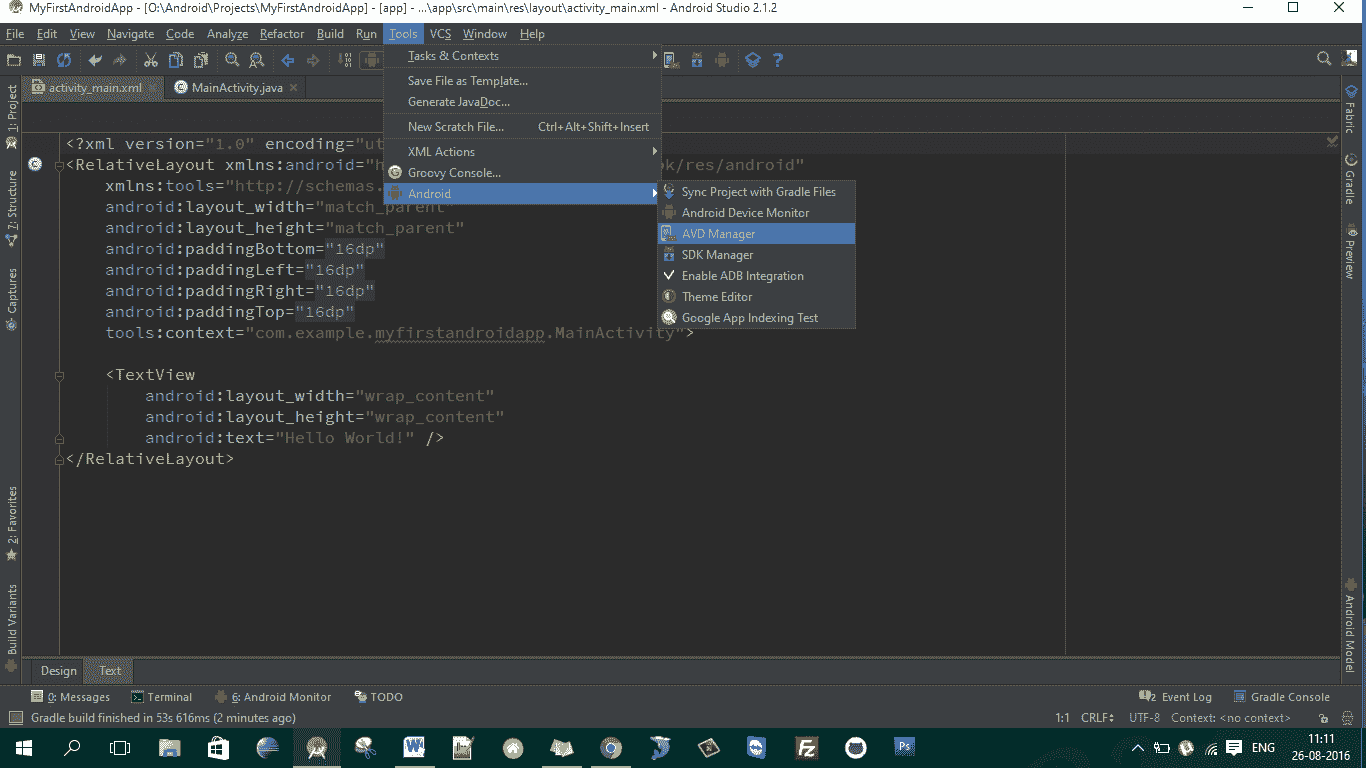 MyFirstAndroidApp - [O:\Android\Projects\MyFirstAndroidApp] - [app] - ...\app\src\main\res\layout\activity_main.xml - Android Studio 2.1.2
File Edit View Navigate Code Analyze Refactor Build Run Tools VCS Window Help
activity_main.xml MainActivity.java
Tasks & Contexts
Save File as Template...
Generate JavaDoc...
New Scratch File... Ctrl+Alt+Shift+Insert
XML Actions
Groovy Console...
Android
Sync Project with Gradle Files
Android Device Monitor
AVD Manager
SDK Manager
Enable ADB Integration
Theme Editor
Google App Indexing Test
<?xml version="1.0" encoding="ut
<RelativeLayout xmlns:android="h ok/res/android"
xmlns:tools="http://schemas.
android:layout_width="match_parent"
android:layout_height="match_parent"
android:paddingBottom="16dp"
android:paddingLeft="16dp"
android:paddingRight="16dp"
android:paddingTop="16dp"
tools:context="com.example.myfirstandroidapp.MainActivity">
<TextView
android:layout_width="wrap_content"
android:layout_height="wrap_content"
android:text="Hello World!" />
</RelativeLayout>
1: Project
7: Structure
Captures
2: Favorites
Build Variants
Fabric
Gradle
Preview
Android Model
Design Text
0: Messages Terminal 6: Android Monitor TODO 2 Event Log Gradle Console
Gradle build finished in 53s 616ms (2 minutes ago) 1:1 CRLF UTF-8 Context: <no context>
ENG 11:11
26-08-2016